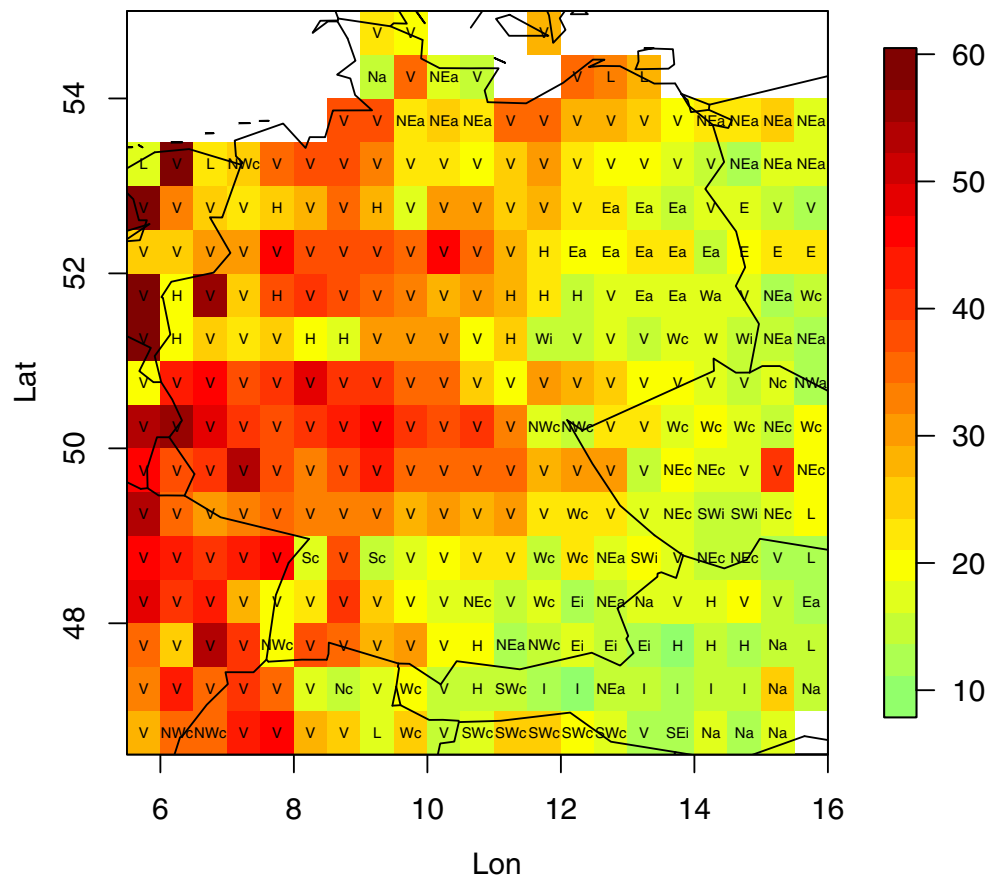 V V V
Na V NEa V V L L
V V NEa NEa NEa V V V V V V NEa NEa NEa NEa
L V L NWc V V V V V V V V V V V V V V NEa NEa NEa
V V V V H V V H V V V V V V Ea Ea Ea V E V V
V V V V V V V V V V V V H Ea Ea Ea Ea Ea E E E
V H V V H V V V V V V H H H V Ea Ea Wa V NEa Wc
V H V V V H H V V V V H Wi V V V Wc W Wi NEa NEa
V V V V V V V V V V V V V V V V V V V Nc NWa
V V V V V V V V V V V V NWc NWc V V Wc Wc Wc NEc Wc
V V V V V V V V V V V V V V V V NEc NEc V V NEc
V V V V V V V V V V V V V Wc V V NEc SWi SWi NEc L
V V V V V Sc V Sc V V V V Wc Wc NEa SWi V NEc NEc V L
V V V V V V V V V V NEc V Wc Ei NEa Na V H V V Ea
V V V V NWc V V V V V H NEa NWc Ei Ei Ei H H H Na L
V V V V V V Nc V Wc V H SWc I I NEa I I I I Na Na
V NWc NWc V V V V L Wc V SWc SWc SWc SWc SWc V SEi Na Na Na
Lat
54
52
50
48
6 8 10 12 14 16
Lon
60
50
40
30
20
10